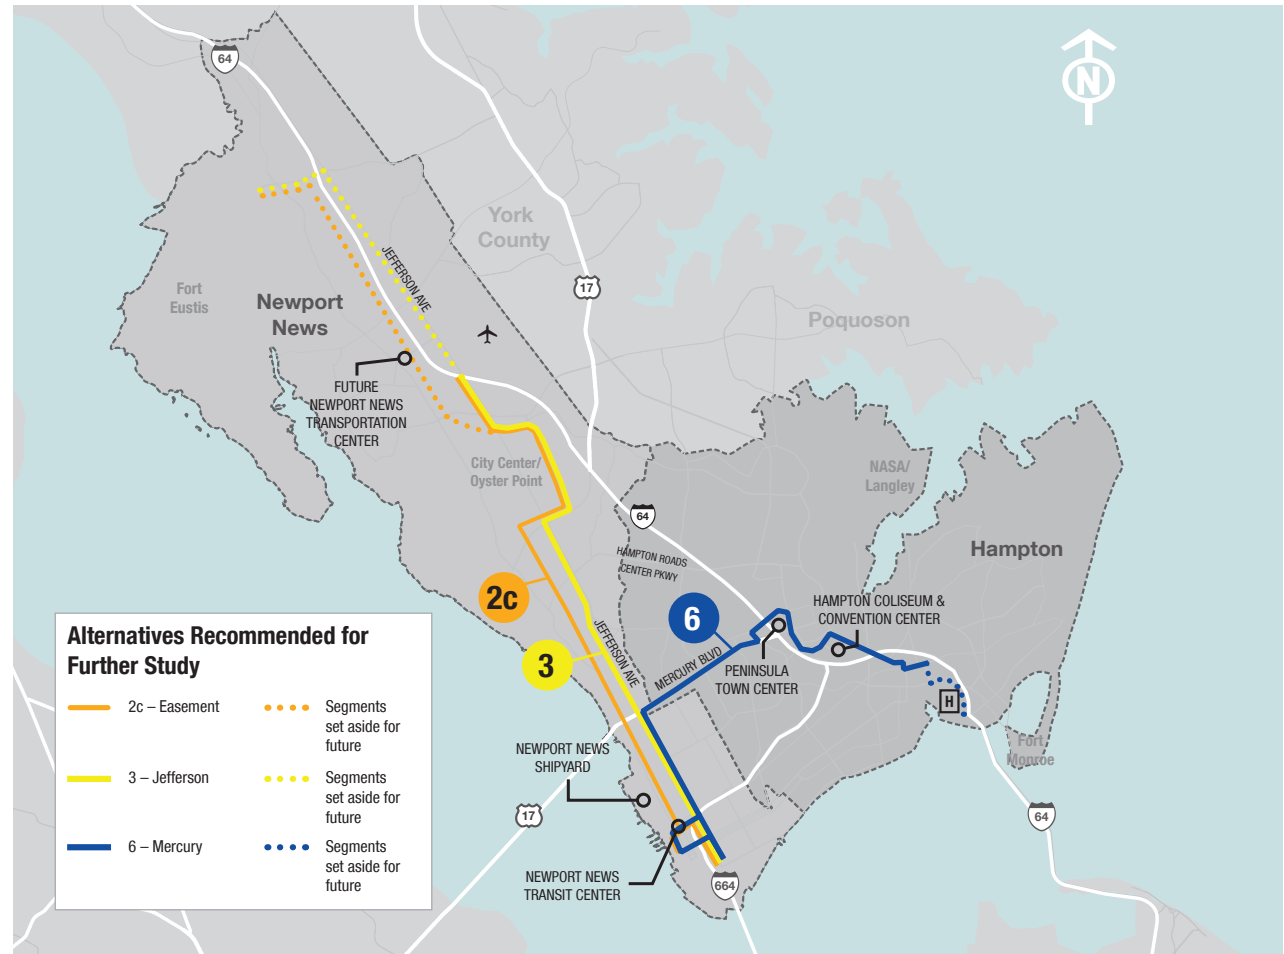 64
N
York
County
17
JEFFERSON AVE
Fort
Eustis
Newport
News
Poquoson
FUTURE
NEWPORT NEWS
TRANSPORTATION
CENTER
City Center/
Oyster Point
NASA/
Langley
64
HAMPTON ROADS
CENTER PKWY
Hampton
2c
HAMPTON COLISEUM &
CONVENTION CENTER
6
JEFFERSON AVE
3
MERCURY BLVD
PENINSULA
TOWN CENTER
H
Fort
Monroe
NEWPORT NEWS
SHIPYARD
17
64
NEWPORT NEWS
TRANSIT CENTER
664
Alternatives Recommended for
Further Study
2c – Easement
Segments
set aside for
future
3 – Jefferson
Segments
set aside for
future
6 – Mercury
Segments
set aside for
future